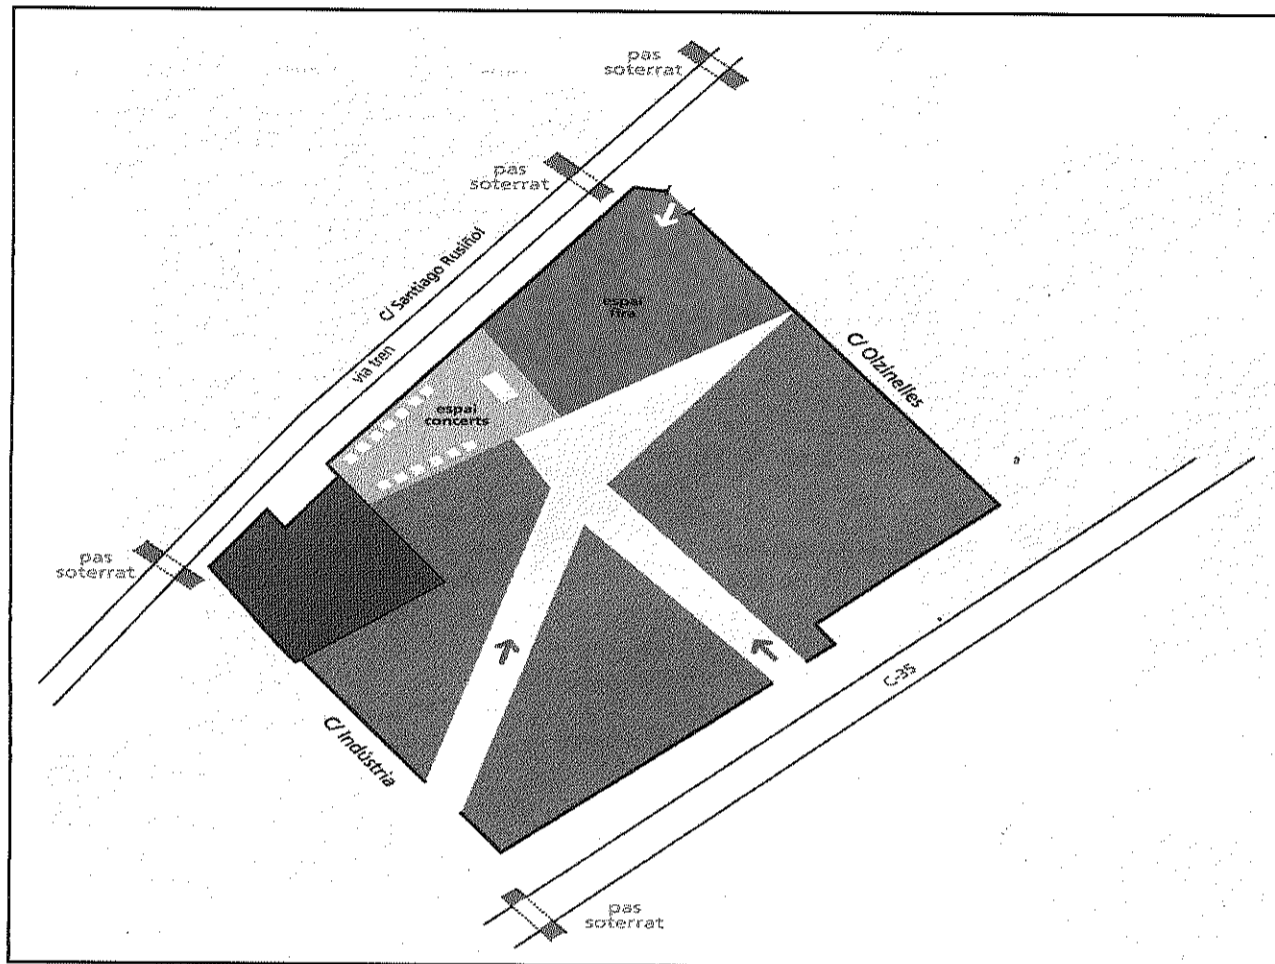 pas
soterrat
pas
soterrat
C/ Santiago Rusiñol
Via tren
espai
fira
C/ Olzinelles
espai
concerts
pas
soterrat
C-35
C/ Indústria
pas
soterrat